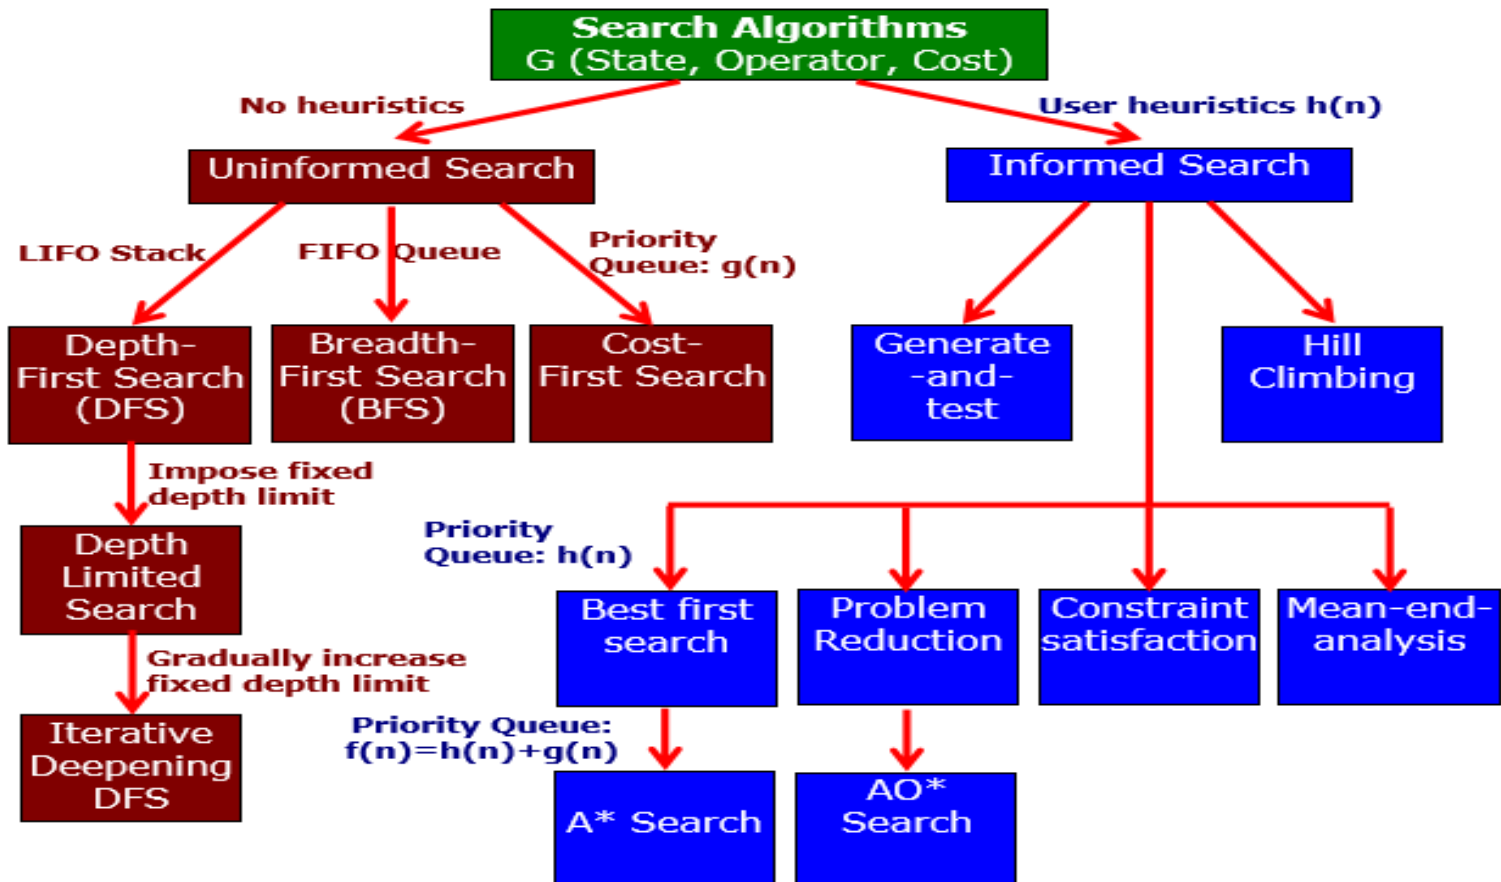 Search Algorithms
G (State, Operator, Cost)
No heuristics
User heuristics h(n)
Uninformed Search
Informed Search
LIFO Stack
FIFO Queue
Priority
Queue: g(n)
Depth-
First Search
(DFS)
Breadth-
First Search
(BFS)
Cost-
First Search
Generate
-and-
test
Hill
Climbing
Impose fixed
depth limit
Priority
Queue: h(n)
Depth
Limited
Search
Best first
search
Problem
Reduction
Constraint
satisfaction
Mean-end-
analysis
Gradually increase
fixed depth limit
Priority Queue:
f(n)=h(n)+g(n)
Iterative
Deepening
DFS
A* Search
AO*
Search